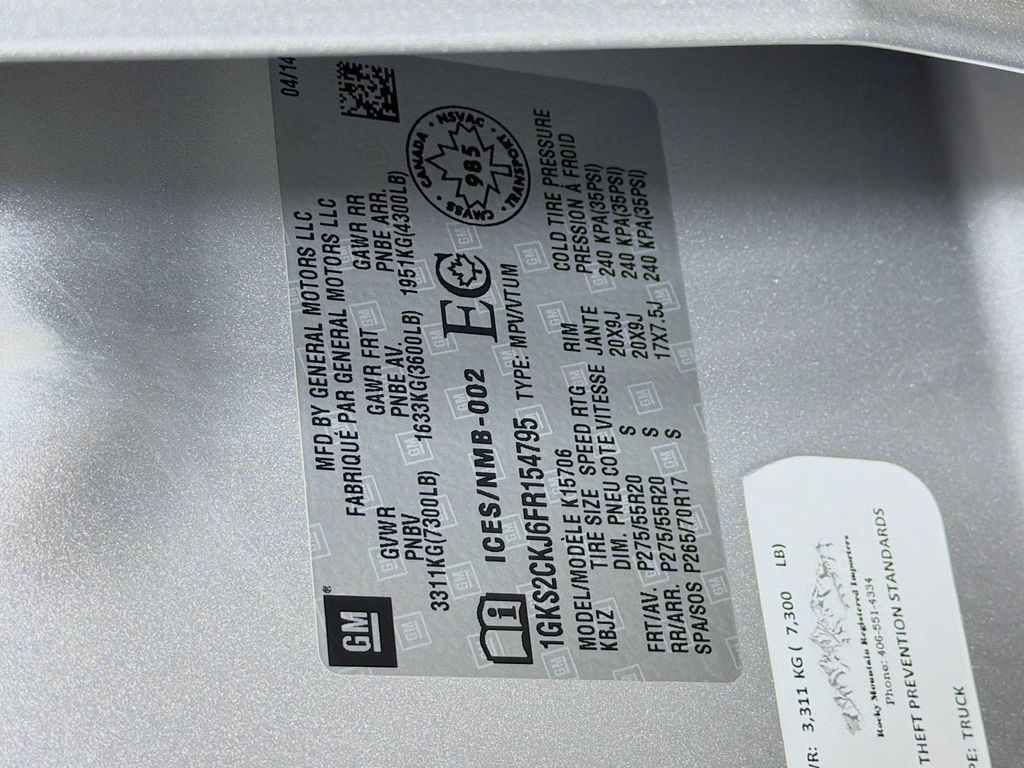 04/14
MFD BY GENERAL MOTORS LLC
FABRIQUÉ PAR GENERAL MOTORS LLC
GM®
GVWR GAWR FRT GAWR RR
PNBV PNBE AV. PNBE ARR.
3311KG(7300LB) 1633KG(3600LB) 1951KG(4300LB)
ICES/NMB-002 EC
CANADA · MSVAC · TRANSPORT · CMVSS
985
1GKS2CKJ6FR154795 TYPE: MPV/VTUM
MODEL/MODELE K15706
KBJZ
TIRE SIZE SPEED RTG RIM COLD TIRE PRESSURE
DIM. PNEU COTE VITESSE JANTE PRESSION À FROID
FRT/AV. P275/55R20 S 20X9J 240 KPA(35PSI)
RR/ARR. P275/55R20 S 20X9J 240 KPA(35PSI)
SPA/SOS P265/70R17 S 17X7.5J 240 KPA(35PSI)
3,311 KG ( 7,300 LB)
Rocky Mountain Registered Importers
Phone: 406-551-4334
THEFT PREVENTION STANDARDS
PE: TRUCK